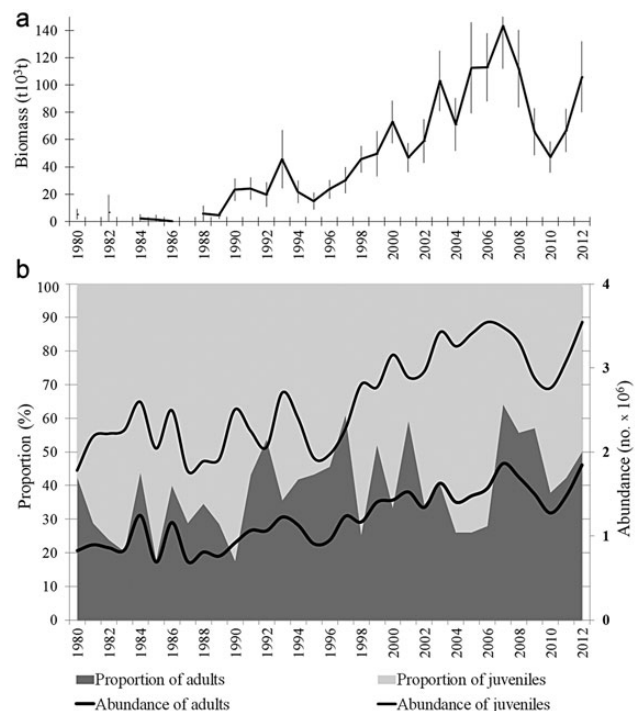 a
Biomass (t10³t)
140
120
100
80
60
40
20
0
1980 1982 1984 1986 1988 1990 1992 1994 1996 1998 2000 2002 2004 2006 2008 2010 2012
b
Proportion (%)
100
90
80
70
60
50
40
30
20
10
0
4
3
2
1
0
Abundance (no. × 10⁶)
1980 1982 1984 1986 1988 1990 1992 1994 1996 1998 2000 2002 2004 2006 2008 2010 2012
Proportion of adults Proportion of juveniles
Abundance of adults Abundance of juveniles